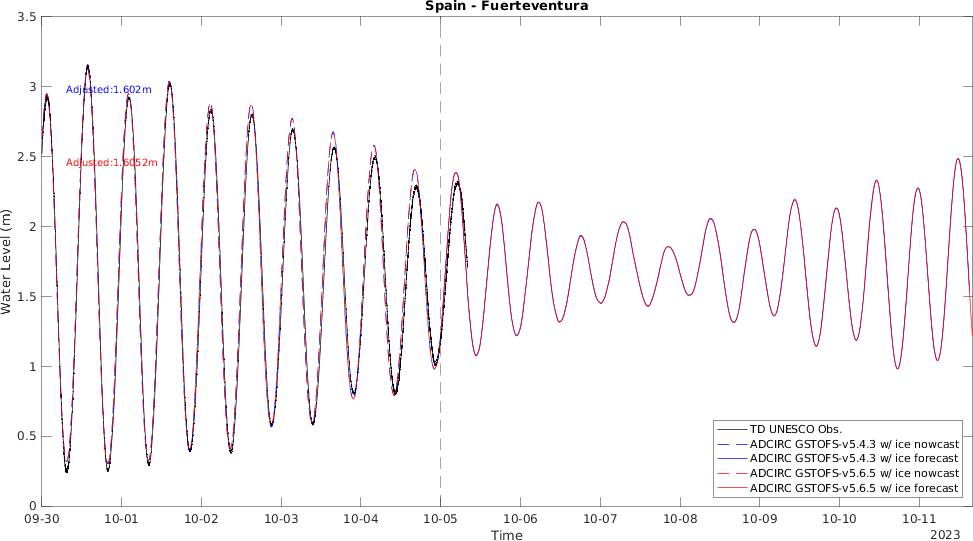 Spain - Fuerteventura
3.5
3
2.5
2
1.5
1
0.5
0
Water Level (m)
Adjusted:1.602m
Adjusted:1.6052m
TD UNESCO Obs.
ADCIRC GSTOFS-v5.4.3 w/ ice nowcast
ADCIRC GSTOFS-v5.4.3 w/ ice forecast
ADCIRC GSTOFS-v5.6.5 w/ ice nowcast
ADCIRC GSTOFS-v5.6.5 w/ ice forecast
09-30 10-01 10-02 10-03 10-04 10-05 10-06 10-07 10-08 10-09 10-10 10-11
Time
2023